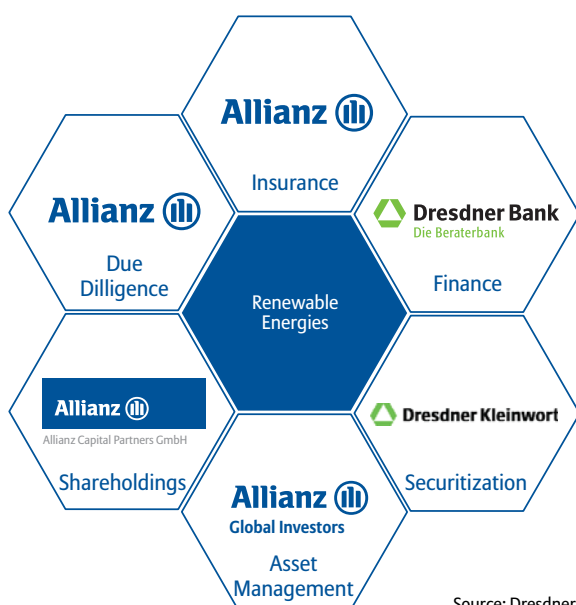 Allianz
Insurance
Allianz
Due
Dilligence
Dresdner Bank
Die Beraterbank
Finance
Renewable
Energies
Allianz
Allianz Capital Partners GmbH
Shareholdings
Dresdner Kleinwort
Securitization
Allianz
Global Investors
Asset
Management
Source: Dresdner